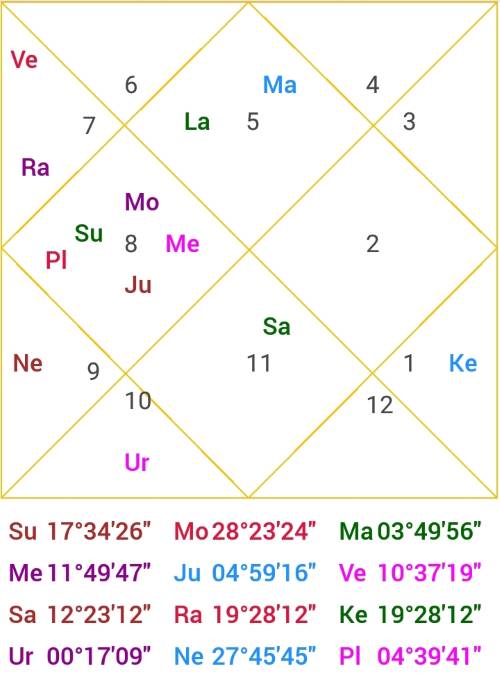 Ve
6
Ma
4
7
La
5
3
Ra
Mo
Su
8
Me
2
Pl
Ju
Sa
Ne
9
11
1
Ke
10
12
Ur
Su 17°34'26" Mo 28°23'24" Ma 03°49'56"
Me 11°49'47" Ju 04°59'16" Ve 10°37'19"
Sa 12°23'12" Ra 19°28'12" Ke 19°28'12"
Ur 00°17'09" Ne 27°45'45" Pl 04°39'41"